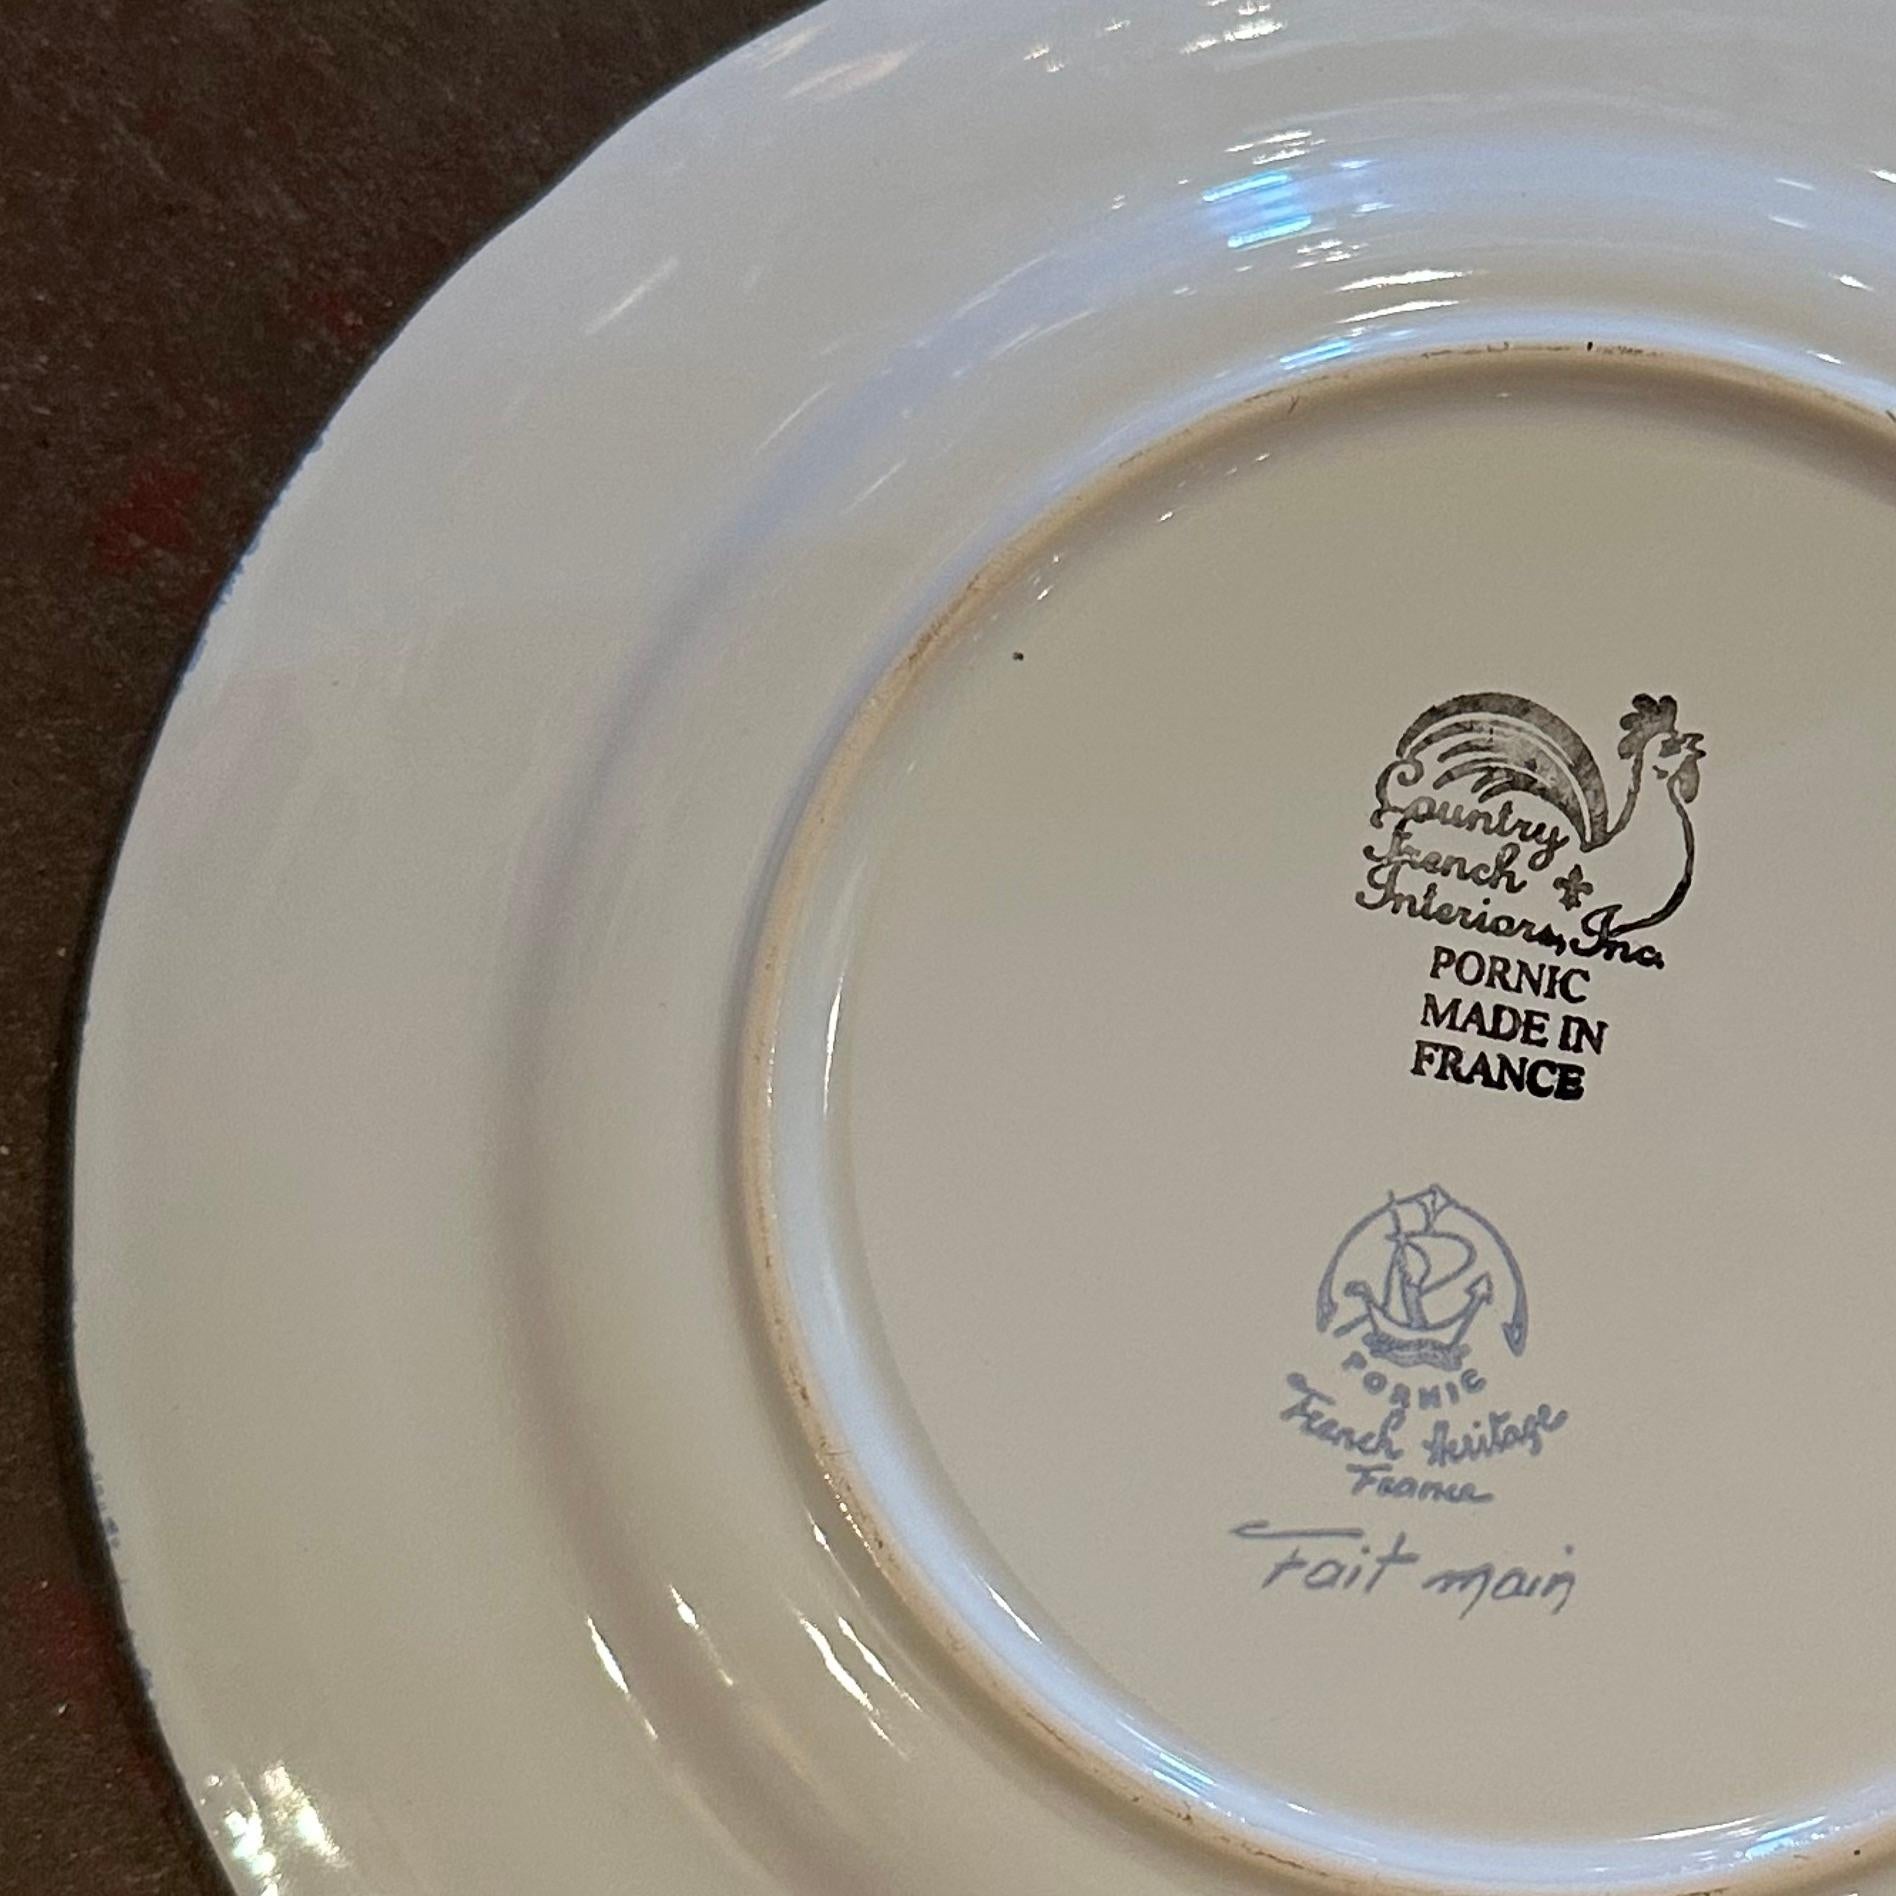 Country
French
Interiors, Inc.
PORNIC
MADE IN
FRANCE
PORNIC
French Heritage
France
Fait main